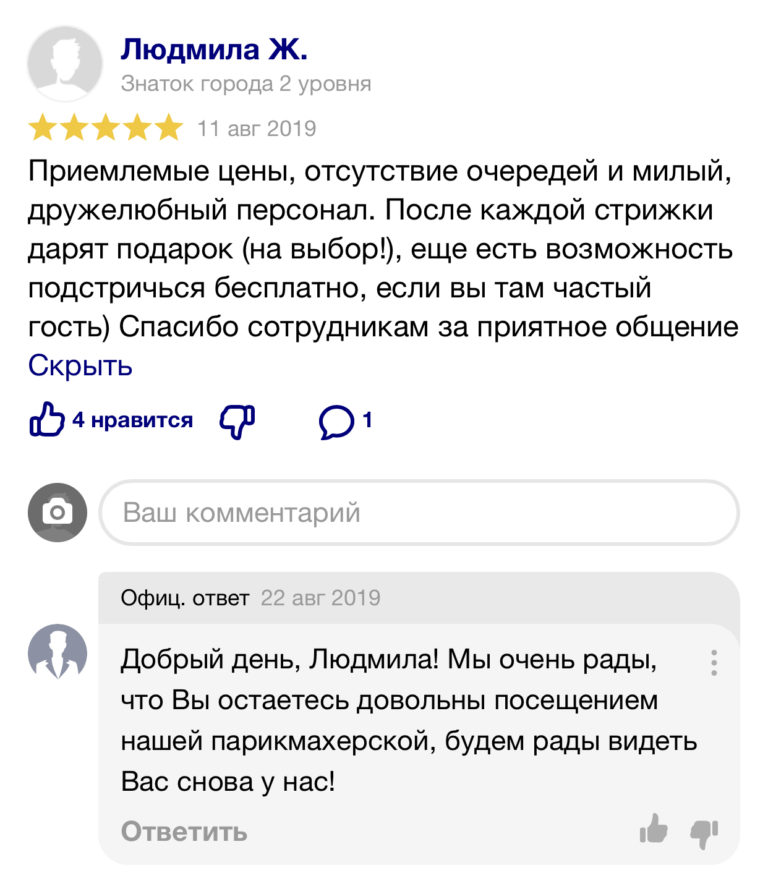 Людмила Ж.
Знаток города 2 уровня
11 авг 2019
Приемлемые цены, отсутствие очередей и милый,
дружелюбный персонал. После каждой стрижки
дарят подарок (на выбор!), еще есть возможность
подстричься бесплатно, если вы там частый
гость) Спасибо сотрудникам за приятное общение
Скрыть
4 нравится 1
Ваш комментарий
Офиц. ответ 22 авг 2019
Добрый день, Людмила! Мы очень рады,
что Вы остаетесь довольны посещением
нашей парикмахерской, будем рады видеть
Вас снова у нас!
Ответить